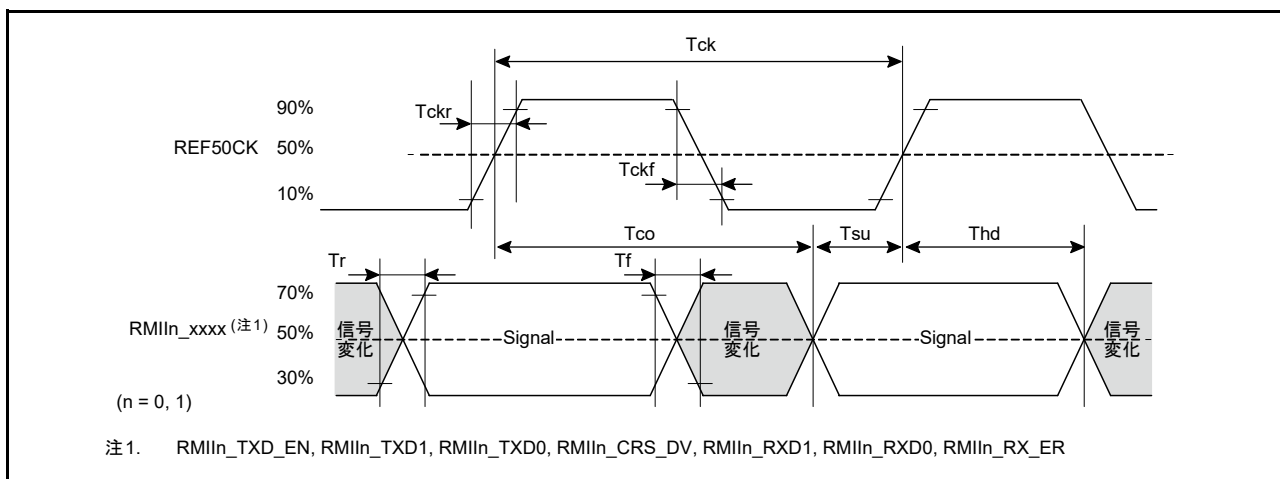 Tck
90%
Tckr
REF50CK 50%
Tckf
10%
Tco Tsu Thd
Tr Tf
70%
RMIIn_xxxx (注1) 50% 信号変化 Signal 信号変化 Signal 信号変化
30%
(n = 0, 1)
注1. RMIIn_TXD_EN, RMIIn_TXD1, RMIIn_TXD0, RMIIn_CRS_DV, RMIIn_RXD1, RMIIn_RXD0, RMIIn_RX_ER